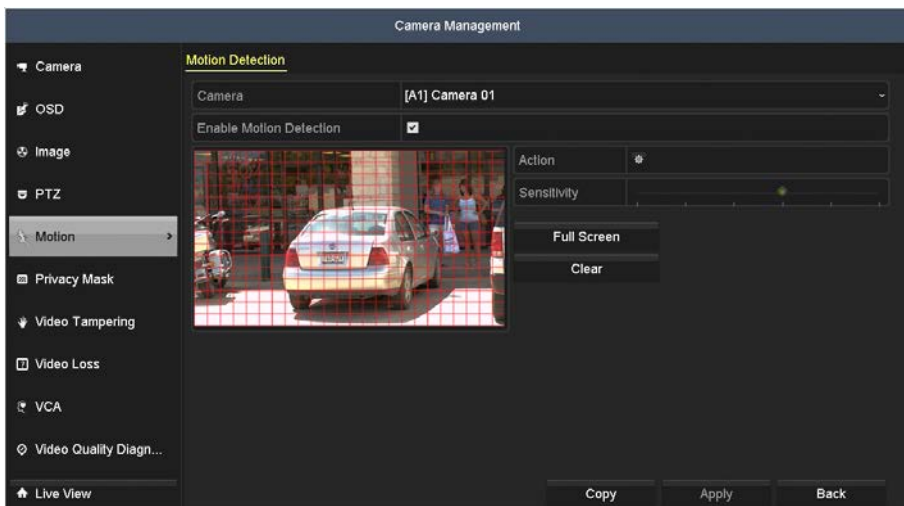 Camera Management
Camera
OSD
Image
PTZ
Motion
Privacy Mask
Video Tampering
Video Loss
VCA
Video Quality Diagn...
Live View
Motion Detection
Camera [A1] Camera 01
Enable Motion Detection
Action
Sensitivity
Full Screen
Clear
Copy Apply Back